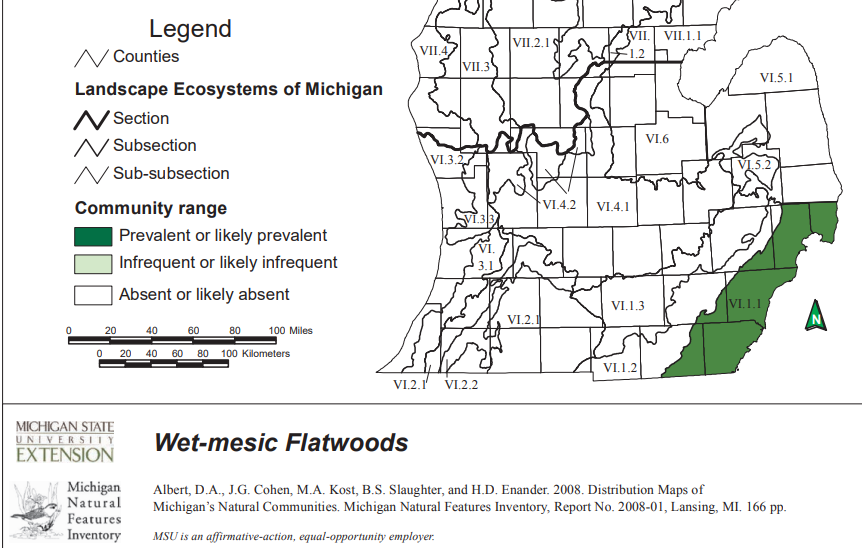 Legend
Counties
Landscape Ecosystems of Michigan
Section
Subsection
Sub-subsection
Community range
Prevalent or likely prevalent
Infrequent or likely infrequent
Absent or likely absent
0 20 40 60 80 100 Miles
0 20 40 60 80 100 Kilometers
VII.4
VII.3
VII.2.1
VII.
1.2
VII.1.1
VI.5.1
VI.6
VI.3.2
VI.5.2
VI.4.2
VI.4.1
VI.3.3
VI.
3.1
VI.1.3
VI.1.1
VI.2.1
VI.1.2
VI.2.1
VI.2.2
N
MICHIGAN STATE
UNIVERSITY
EXTENSION
Wet-mesic Flatwoods
Michigan
Natural
Features
Inventory
Albert, D.A., J.G. Cohen, M.A. Kost, B.S. Slaughter, and H.D. Enander. 2008. Distribution Maps of
Michigan's Natural Communities. Michigan Natural Features Inventory, Report No. 2008-01, Lansing, MI. 166 pp.
MSU is an affirmative-action, equal-opportunity employer.